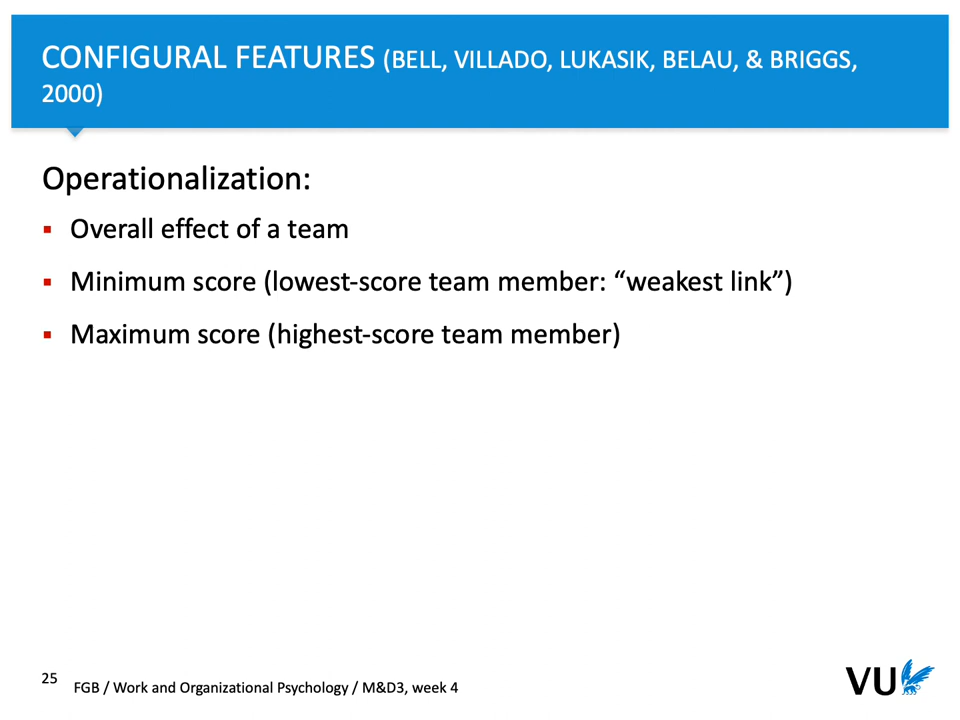 CONFIGURAL FEATURES (BELL, VILLADO, LUKASIK, BELAU, & BRIGGS,
2000)
Operationalization:
▪ Overall effect of a team
▪ Minimum score (lowest-score team member: “weakest link”)
▪ Maximum score (highest-score team member)
25
FGB / Work and Organizational Psychology / M&D3, week 4
VU